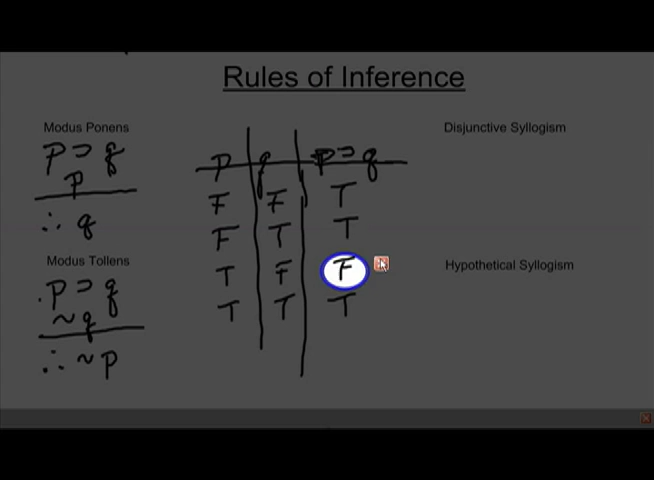 Rules of Inference
Modus Ponens
p ⊃ q
p
∴ q
Modus Tollens
p ⊃ q
~q
∴ ~p
p q p ⊃ q
F F T
F T T
T F F
T T T
Disjunctive Syllogism
Hypothetical Syllogism